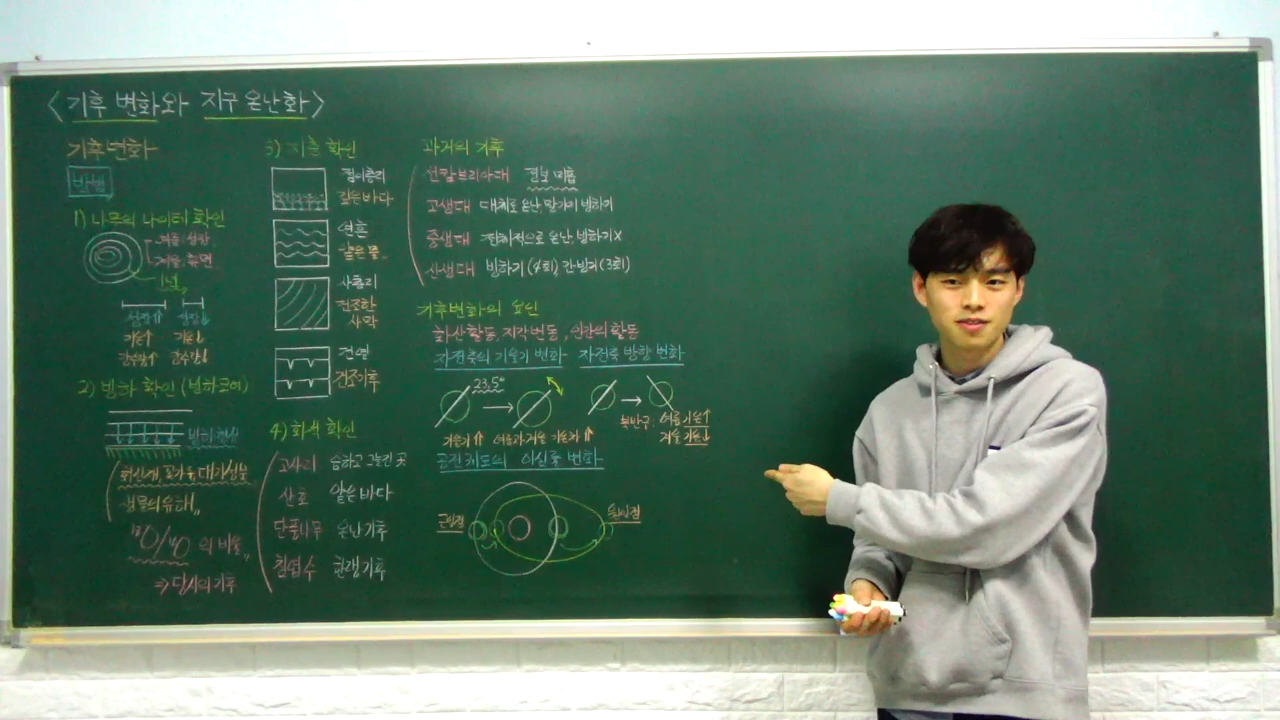 <기후 변화와 지구 온난화>
기후변화
방법
1) 나무의 나이테 확인
여름:성장
겨울:휴면
1년
성장↑ 성장↓
기온↑ 기온↓
강수량↑ 강수량↓
2) 빙하 확인 (빙하코어)
빙하 형성
화산재, 꽃가루, 대기성분
생물의 유해
¹⁸O/¹⁶O 의 비율
⇒ 당시의 기후
3) 지층 확인
점이층리
깊은 바다
연흔
얕은 물
사층리
건조한
사막
건열
건조기후
4) 화석 확인
고사리 습하고 그늘진 곳
산호 얕은 바다
단풍나무 온난기후
침엽수 한랭기후
과거의 기후
선캄브리아대 정보 미흡
고생대 대체로 온난, 말기에 빙하기
중생대 전체적으로 온난, 빙하기 X
신생대 빙하기 (4회) 간빙기 (3회)
기후변화의 요인
화산 활동, 지각 변동, 인간의 활동
자전축의 기울기 변화 자전축 방향 변화
23.5°
기울기 ⇑ 여름과 겨울 기온차 ⇑
북반구: 여름 기온↑
겨울 기온↓
공전궤도의 이심률 변화
근일점
원일점